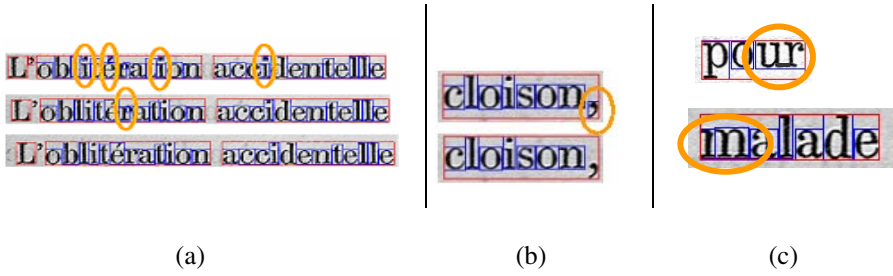 L'oblitération accidentelle
L'oblitération accidentelle
L'oblitération accidentelle
(a)
cloison,
cloison,
(b)
pour
malade
(c)